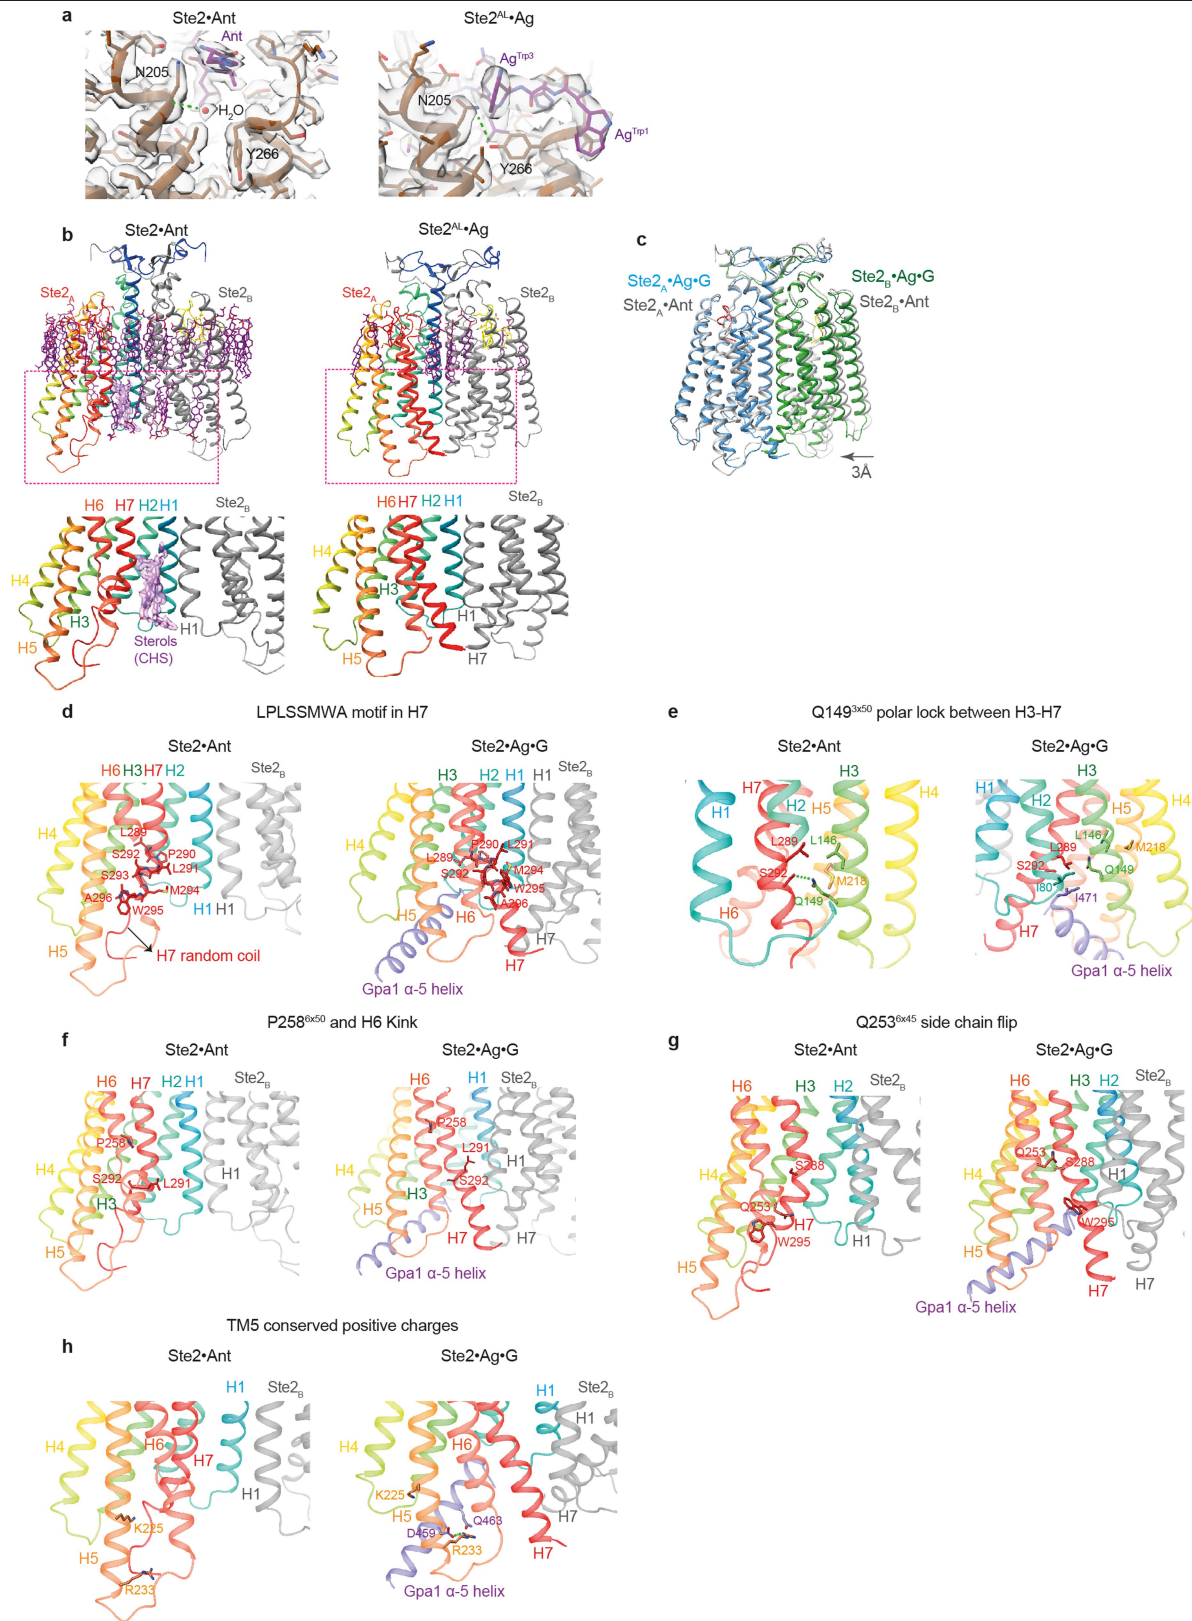 a
Ste2•Ant
Ste2AL•Ag
Ant
N205
H2O
Y266
AgTrp3
N205
AgTrp1
Y266
b
Ste2•Ant
Ste2AL•Ag
Ste2A
Ste2B
Ste2A
Ste2B
c
Ste2A•Ag•G
Ste2A•Ant
Ste2B•Ag•G
Ste2B•Ant
3Å
H6 H7 H2 H1
Ste2B
H4
H3
H5
H1
Sterols
(CHS)
H6 H7 H2 H1
Ste2B
H4
H3
H1
H5
H7
d
LPLSSMWA motif in H7
Ste2•Ant
Ste2•Ag•G
H6 H3 H7 H2
Ste2B
H4
L289
S292
P290
L291
S293
M294
A296
W295
H1 H1
H5
H7 random coil
H3 H2 H1 H1 Ste2B
H4
P290
L291
L289
S292
M294
W295
A296
H5
H6
H7
H7
Gpa1 α-5 helix
e
Q1493x50 polar lock between H3-H7
Ste2•Ant
Ste2•Ag•G
H3
H7
H1
H2
H5
H4
L289
L146
S292
M218
Q149
H6
H3
H1
H2
H5
H4
L146
L289
M218
S292
Q149
I80
I471
H7
Gpa1 α-5 helix
f
P2586x50 and H6 Kink
Ste2•Ant
Ste2•Ag•G
H6 H7 H2 H1
Ste2B
P258
H4
S292
L291
H1
H3
H5
H6
H1 Ste2B
P258
L291
H4
H1
S292
H3
H5
H7
H7
Gpa1 α-5 helix
g
Q2536x45 side chain flip
Ste2•Ant
Ste2•Ag•G
H6
H3
H2
Ste2B
S288
H4
Q253
H7
W295
H1
H5
H6
H3 H2
Ste2B
Q253
S288
H4
H1
W295
H5
H7
H7
Gpa1 α-5 helix
h
TM5 conserved positive charges
Ste2•Ant
Ste2•Ag•G
H1
Ste2B
H4
H6
H7
H1
K225
H5
R233
H1
Ste2B
H1
H4
H6
K225
H5
Q463
D459
R233
H7
H7
Gpa1 α-5 helix